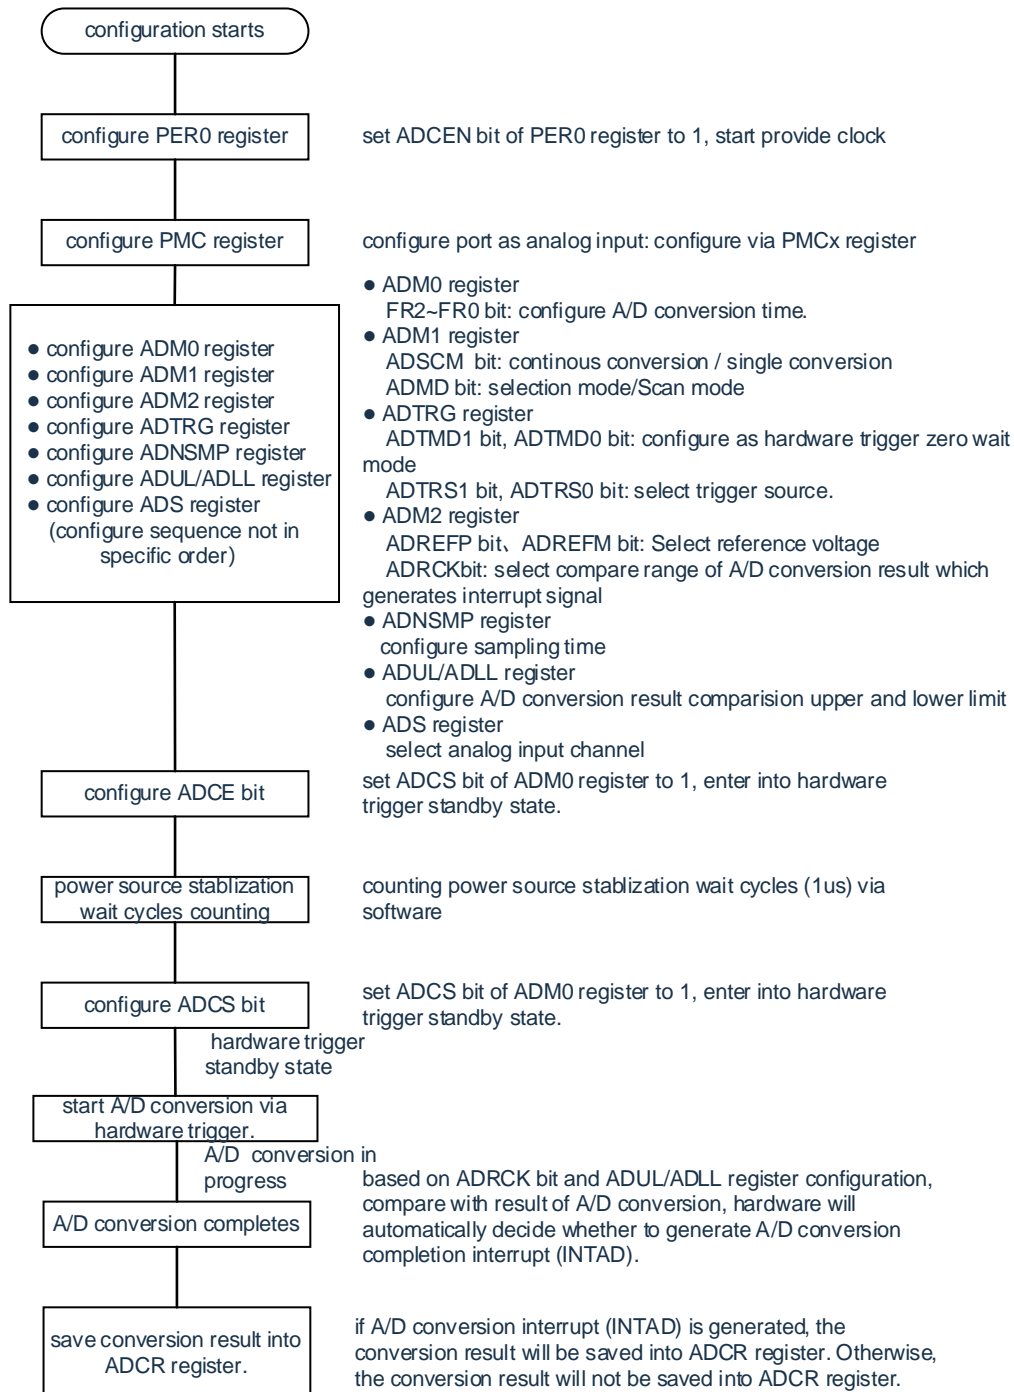 configuration starts
configure PER0 register
set ADCEN bit of PER0 register to 1, start provide clock
configure PMC register
configure port as analog input: configure via PMCx register
● configure ADM0 register
● configure ADM1 register
● configure ADM2 register
● configure ADTRG register
● configure ADNSMP register
● configure ADUL/ADLL register
● configure ADS register
(configure sequence not in
specific order)
● ADM0 register
FR2~FR0 bit: configure A/D conversion time.
● ADM1 register
ADSCM bit: continous conversion / single conversion
ADMD bit: selection mode/Scan mode
● ADTRG register
ADTMD1 bit, ADTMD0 bit: configure as hardware trigger zero wait
mode
ADTRS1 bit, ADTRS0 bit: select trigger source.
● ADM2 register
ADREFP bit、ADREFM bit: Select reference voltage
ADRCKbit: select compare range of A/D conversion result which
generates interrupt signal
● ADNSMP register
configure sampling time
● ADUL/ADLL register
configure A/D conversion result comparision upper and lower limit
● ADS register
select analog input channel
configure ADCE bit
set ADCS bit of ADM0 register to 1, enter into hardware
trigger standby state.
power source stablization
wait cycles counting
counting power source stablization wait cycles (1us) via
software
configure ADCS bit
set ADCS bit of ADM0 register to 1, enter into hardware
trigger standby state.
hardware trigger
standby state
start A/D conversion via
hardware trigger.
A/D conversion in
progress
A/D conversion completes
based on ADRCK bit and ADUL/ADLL register configuration,
compare with result of A/D conversion, hardware will
automatically decide whether to generate A/D conversion
completion interrupt (INTAD).
save conversion result into
ADCR register.
if A/D conversion interrupt (INTAD) is generated, the
conversion result will be saved into ADCR register. Otherwise,
the conversion result will not be saved into ADCR register.